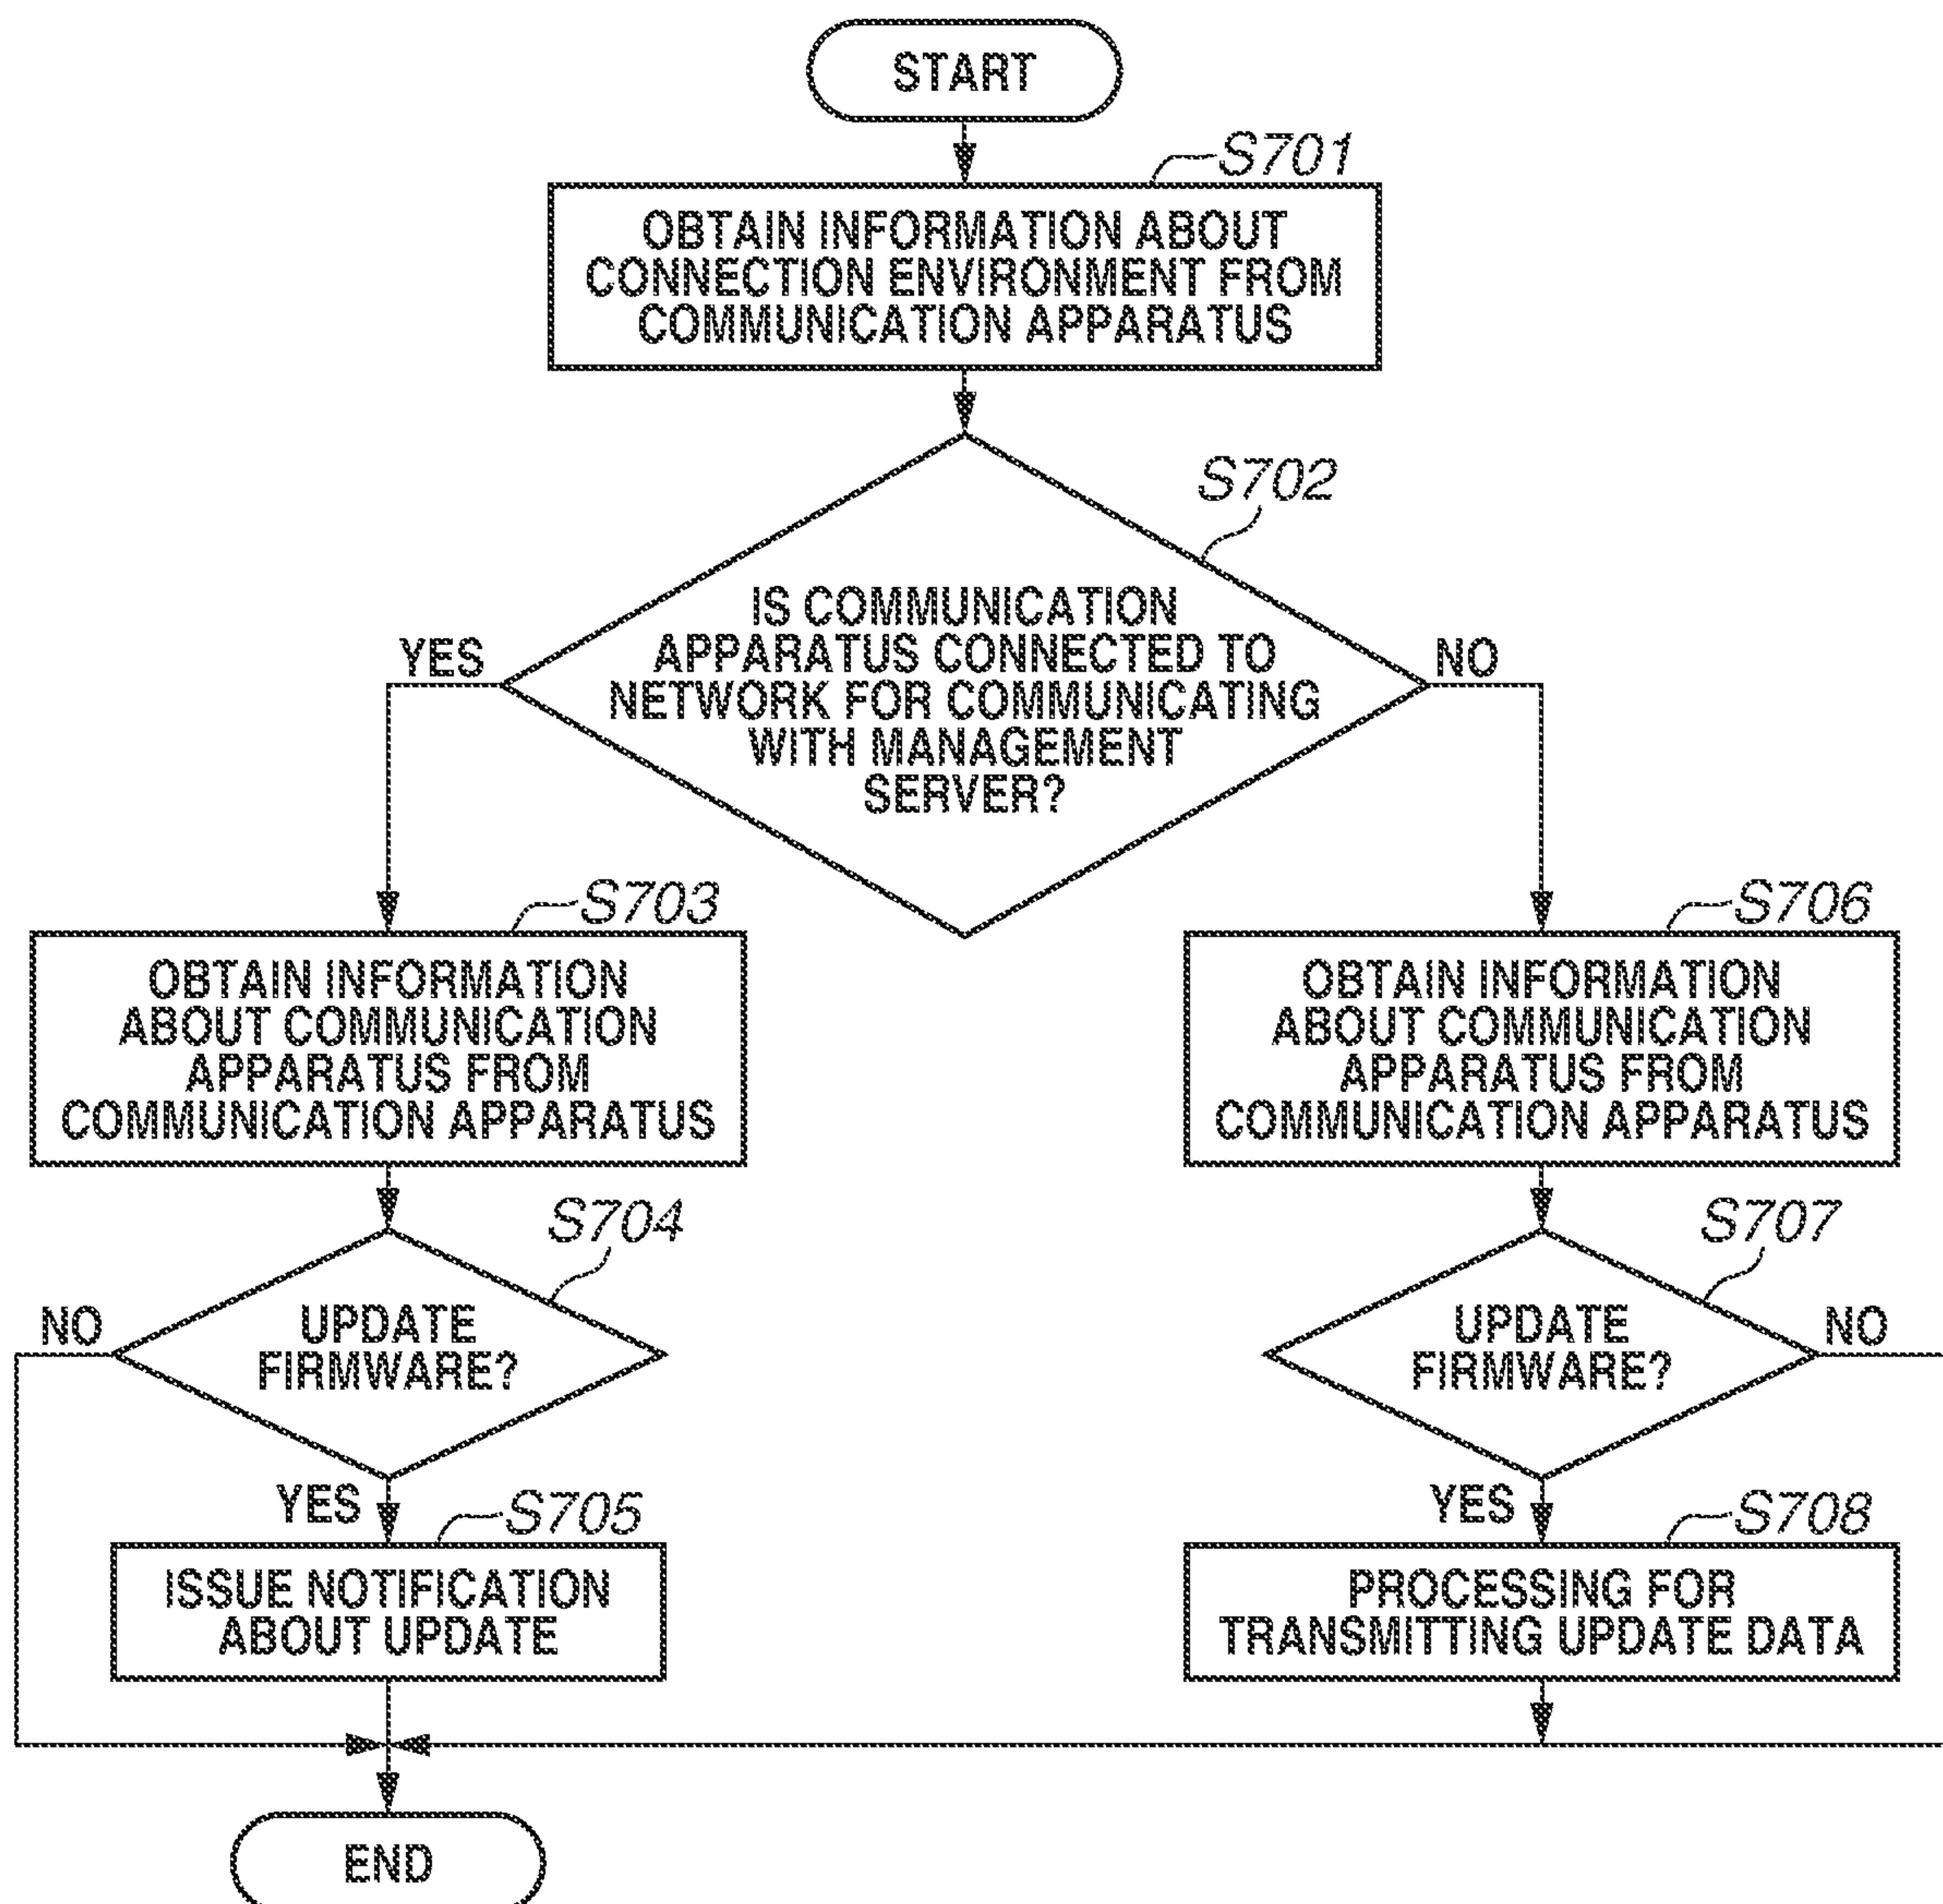 START
S701
OBTAIN INFORMATION ABOUT
CONNECTION ENVIRONMENT FROM
COMMUNICATION APPARATUS
S702
IS COMMUNICATION
APPARATUS CONNECTED TO
NETWORK FOR COMMUNICATING
WITH MANAGEMENT
SERVER?
YES
NO
S703
OBTAIN INFORMATION
ABOUT COMMUNICATION
APPARATUS FROM
COMMUNICATION APPARATUS
S704
UPDATE
FIRMWARE?
NO
YES
S705
ISSUE NOTIFICATION
ABOUT UPDATE
S706
OBTAIN INFORMATION
ABOUT COMMUNICATION
APPARATUS FROM
COMMUNICATION APPARATUS
S707
UPDATE
FIRMWARE?
NO
YES
S708
PROCESSING FOR
TRANSMITTING UPDATE DATA
END